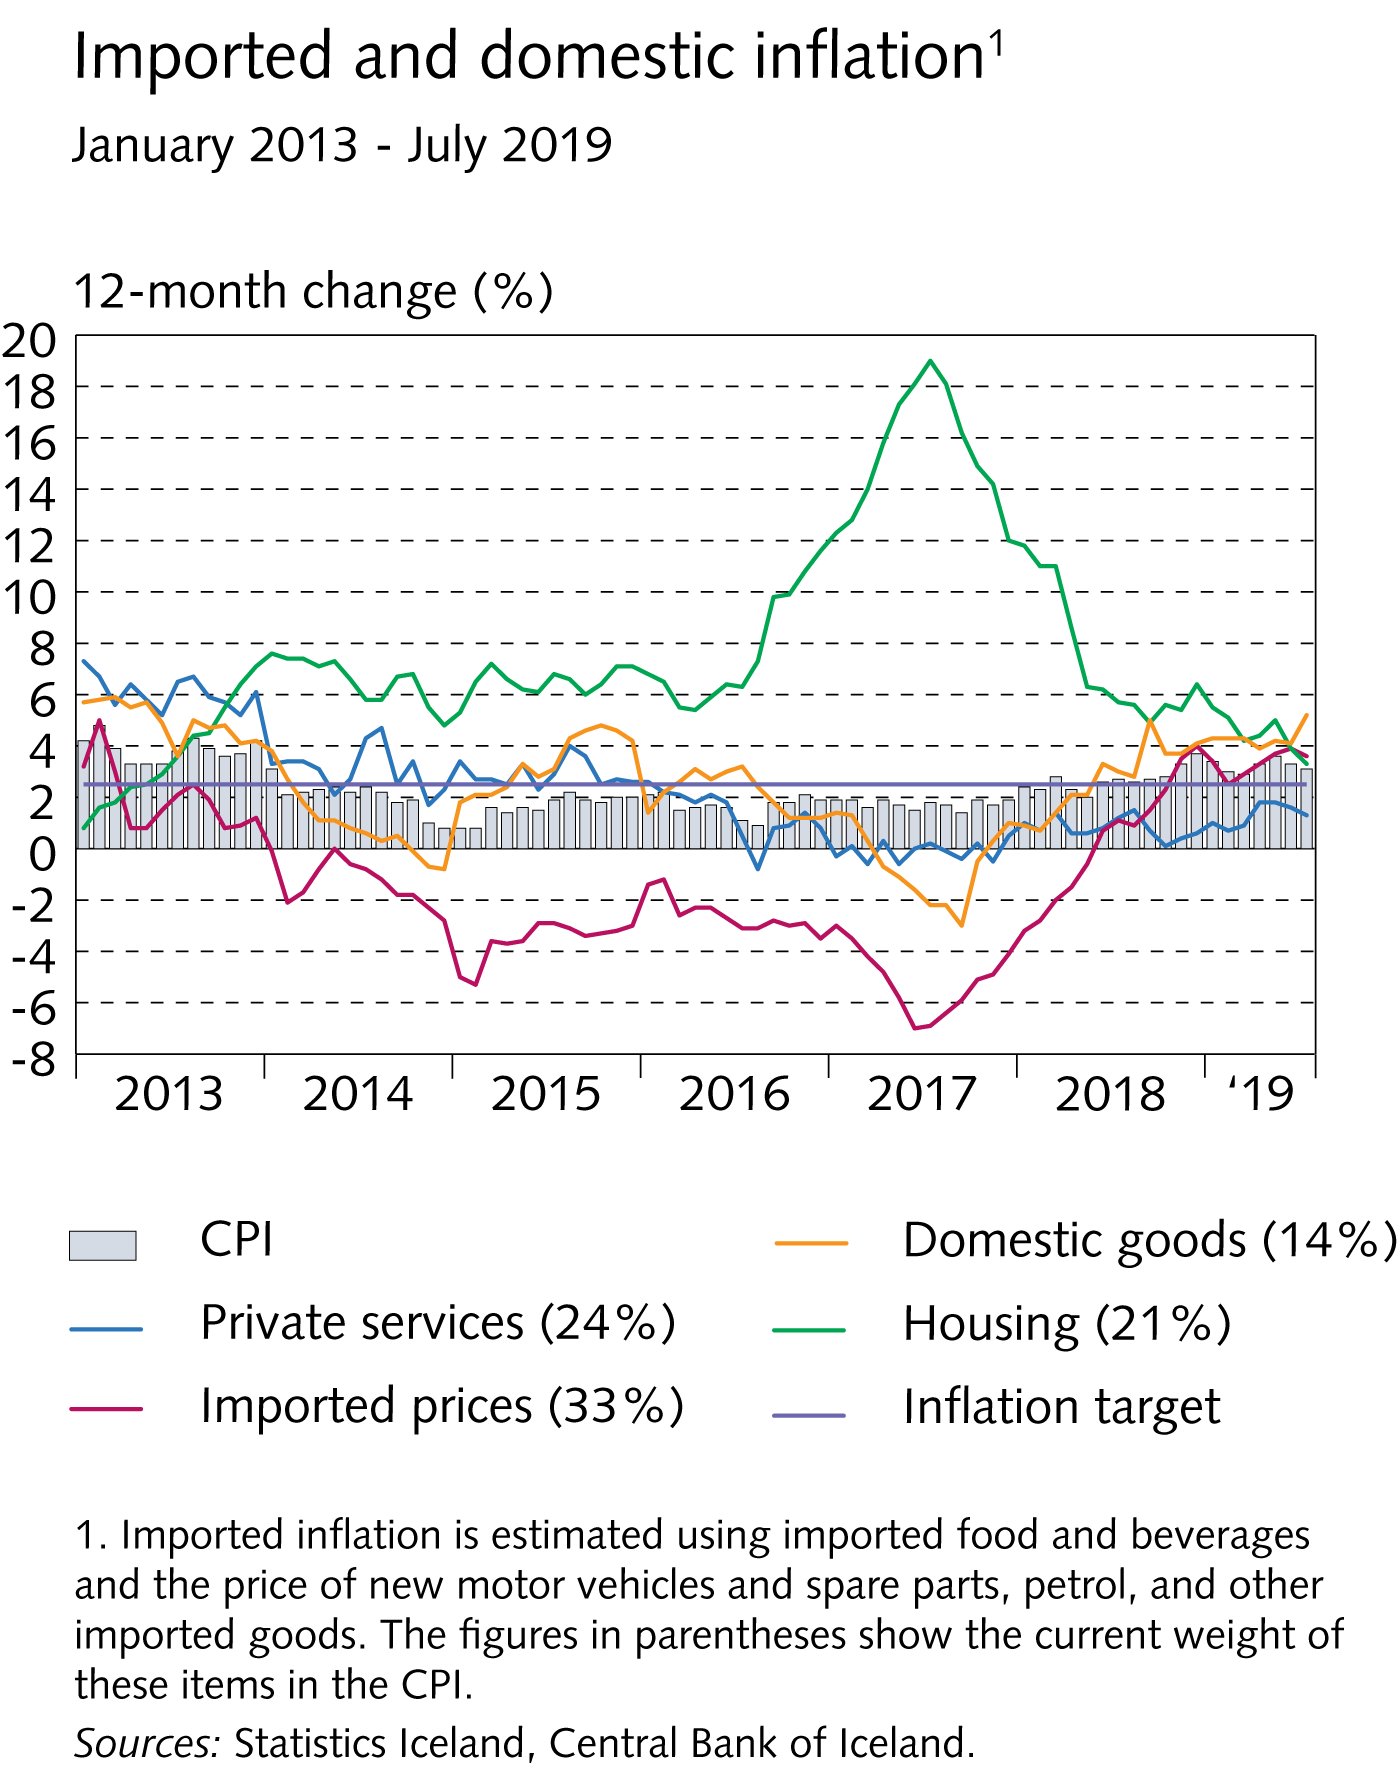 Imported and domestic inflation¹
January 2013 - July 2019
12-month change (%)
20
18
16
14
12
10
8
6
4
2
0
-2
-4
-6
-8
2013 2014 2015 2016 2017 2018 ‘19
CPI
Private services (24%)
Imported prices (33%)
Domestic goods (14%)
Housing (21%)
Inflation target
1. Imported inflation is estimated using imported food and beverages
and the price of new motor vehicles and spare parts, petrol, and other
imported goods. The figures in parentheses show the current weight of
these items in the CPI.
Sources: Statistics Iceland, Central Bank of Iceland.